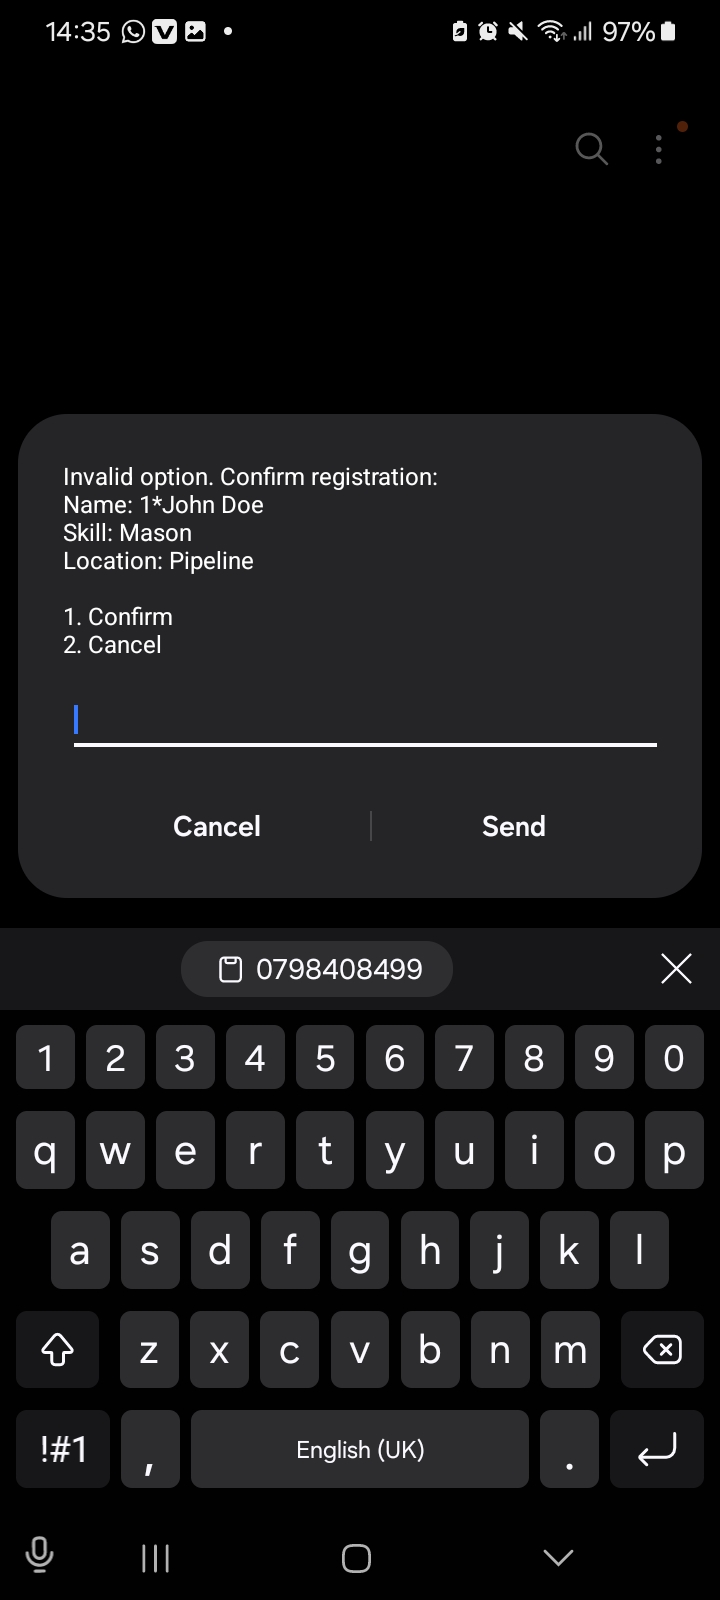 14:35
97%
Invalid option. Confirm registration:
Name: 1*John Doe
Skill: Mason
Location: Pipeline
1. Confirm
2. Cancel
Cancel
Send
0798408499
1 2 3 4 5 6 7 8 9 0
q w e r t y u i o p
a s d f g h j k l
z x c v b n m
!#1 , English (UK) .